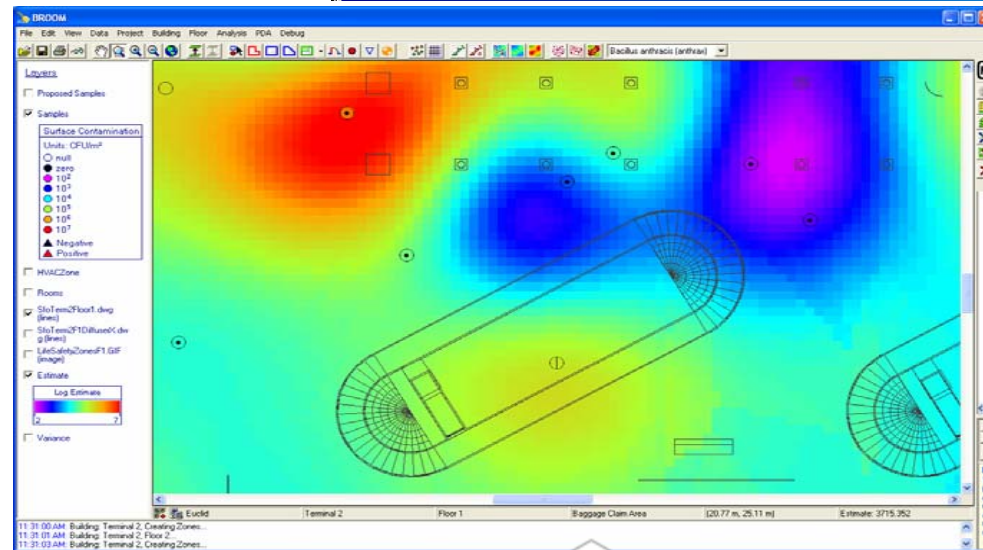 BROOM
File Edit View Data Project Building Floor Analysis PDA Debug
Bacillus anthracis (anthrax)
Layers
Proposed Samples
Samples
Surface Contamination
Units: CFU/m²
null
zero
10²
10³
10⁴
10⁵
10⁶
10⁷
Negative
Positive
HVACZone
Rooms
SfoTerm2Floor1.dwg
(lines)
SfoTerm2F1DiffuserX.dw
g (lines)
LifeSafetyZonesF1.GIF
(image)
Estimate
Log Estimate
2 7
Variance
Euclid Terminal 2 Floor 1 Baggage Claim Area (20.77 m, 25.11 m) Estimate: 3715.352
11:31:00 AM: Building: Terminal 2, Creating Zones...
11:31:01 AM: Building: Terminal 2, Floor 2...
11:31:03 AM: Building: Terminal 2, Creating Zones...